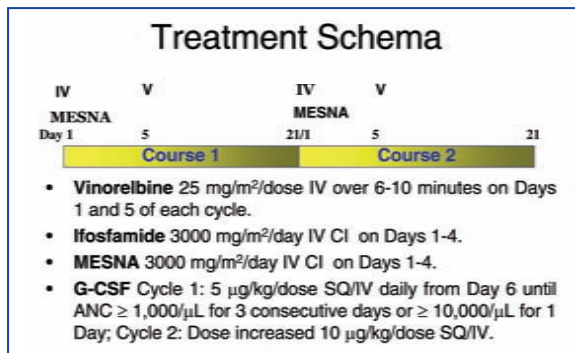 Treatment Schema
IV V IV V
MESNA MESNA
Day 1 5 21/1 5 21
Course 1 Course 2
• Vinorelbine 25 mg/m²/dose IV over 6-10 minutes on Days
1 and 5 of each cycle.
• Ifosfamide 3000 mg/m²/day IV CI on Days 1-4.
• MESNA 3000 mg/m²/day IV CI on Days 1-4.
• G-CSF Cycle 1: 5 µg/kg/dose SQ/IV daily from Day 6 until
ANC ≥ 1,000/µL for 3 consecutive days or ≥ 10,000/µL for 1
Day; Cycle 2: Dose increased 10 µg/kg/dose SQ/IV.